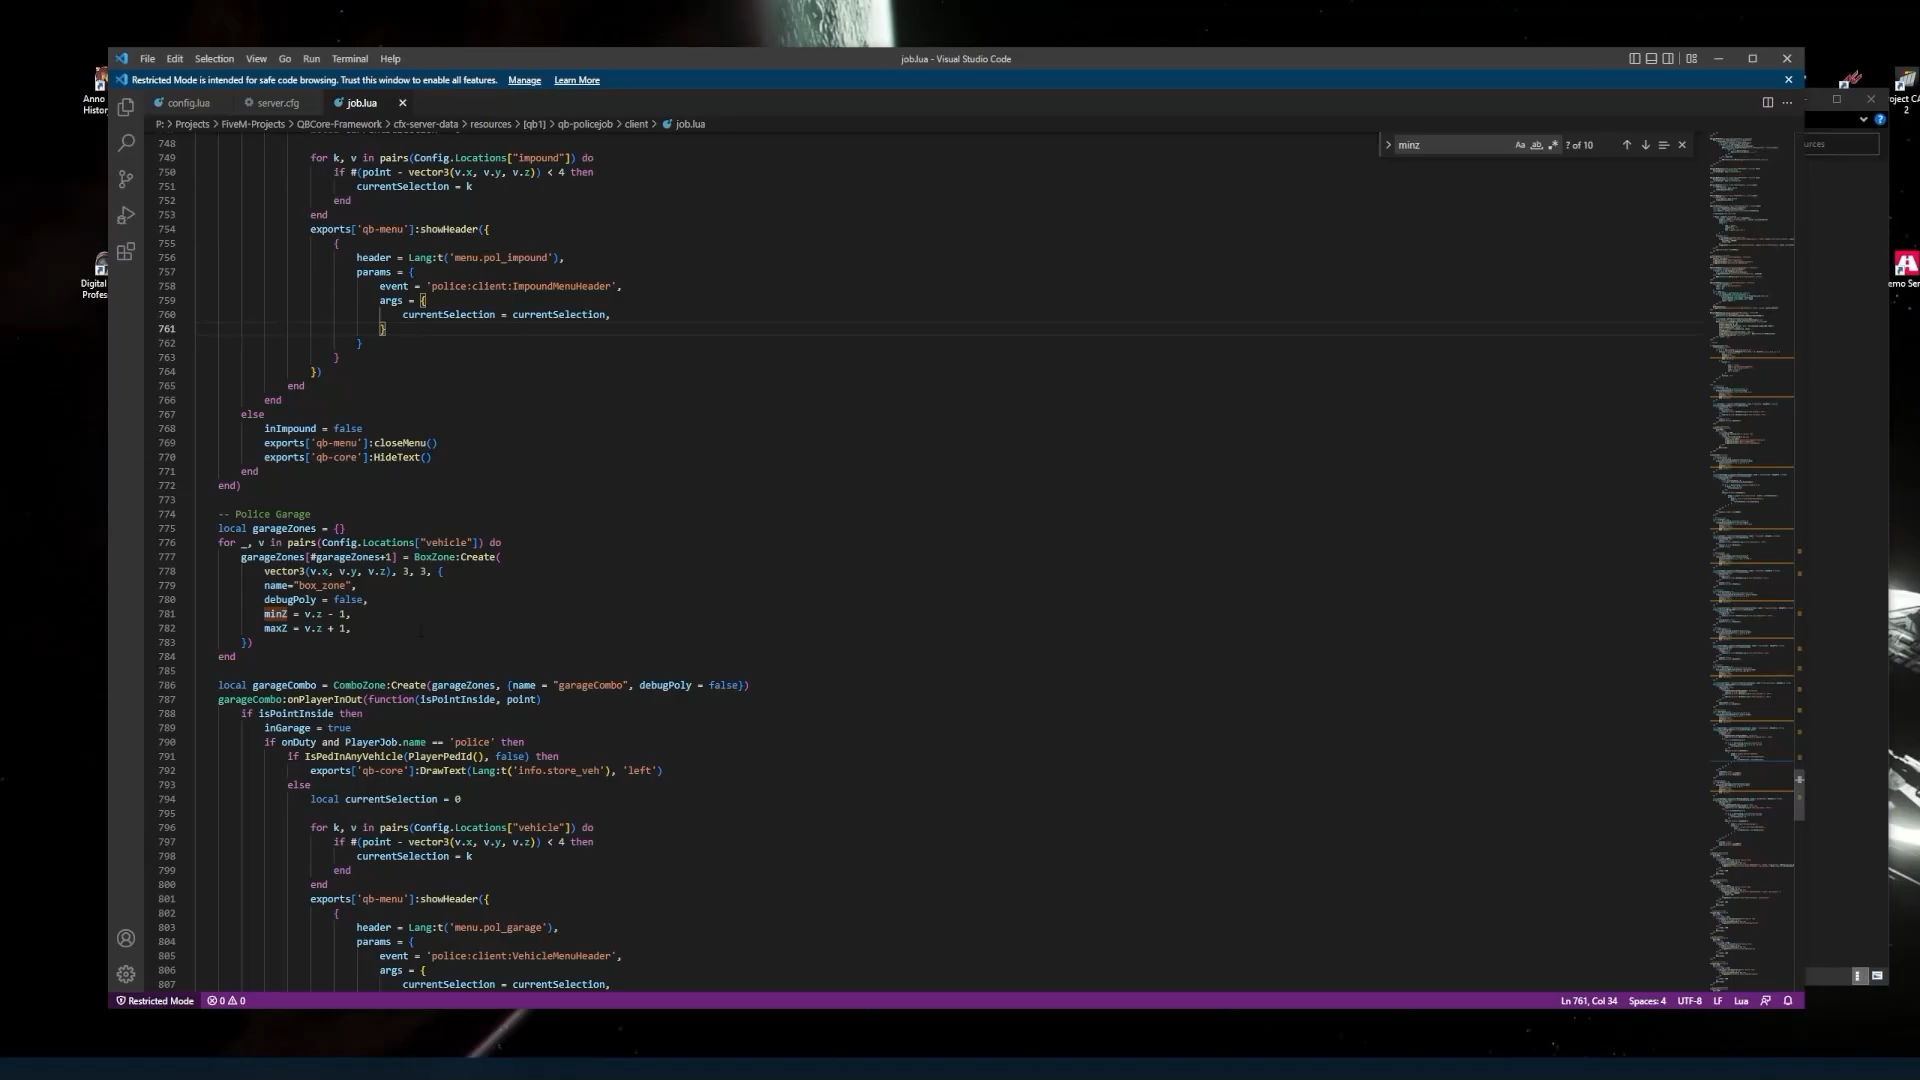 File Edit Selection View Go Run Terminal Help
job.lua - Visual Studio Code
Restricted Mode is intended for safe code browsing. Trust this window to enable all features. Manage Learn More
config.lua server.cfg job.lua
P: > Projects > FiveM-Projects > QBCore-Framework > cfx-server-data > resources > [qb1] > qb-policejob > client > job.lua
minz
? of 10
748
749 for k, v in pairs(Config.Locations["impound"]) do
750 if #(point - vector3(v.x, v.y, v.z)) < 4 then
751 currentSelection = k
752 end
753 end
754 exports['qb-menu']:showHeader({
755 {
756 header = Lang:t('menu.pol_impound'),
757 params = {
758 event = 'police:client:ImpoundMenuHeader',
759 args = {
760 currentSelection = currentSelection,
761 }
762 }
763 }
764 })
765 end
766 end
767 else
768 inImpound = false
769 exports['qb-menu']:closeMenu()
770 exports['qb-core']:HideText()
771 end
772 end)
773
774 -- Police Garage
775 local garageZones = {}
776 for _, v in pairs(Config.Locations["vehicle"]) do
777 garageZones[#garageZones+1] = BoxZone:Create(
778 vector3(v.x, v.y, v.z), 3, 3, {
779 name="box_zone",
780 debugPoly = false,
781 minZ = v.z - 1,
782 maxZ = v.z + 1,
783 })
784 end
785
786 local garageCombo = ComboZone:Create(garageZones, {name = "garageCombo", debugPoly = false})
787 garageCombo:onPlayerInOut(function(isPointInside, point)
788 if isPointInside then
789 inGarage = true
790 if onDuty and PlayerJob.name == 'police' then
791 if IsPedInAnyVehicle(PlayerPedId(), false) then
792 exports['qb-core']:DrawText(Lang:t('info.store_veh'), 'left')
793 else
794 local currentSelection = 0
795
796 for k, v in pairs(Config.Locations["vehicle"]) do
797 if #(point - vector3(v.x, v.y, v.z)) < 4 then
798 currentSelection = k
799 end
800 end
801 exports['qb-menu']:showHeader({
802 {
803 header = Lang:t('menu.pol_garage'),
804 params = {
805 event = 'police:client:VehicleMenuHeader',
806 args = {
807 currentSelection = currentSelection,
Restricted Mode 0 0
Ln 761, Col 34 Spaces: 4 UTF-8 LF Lua
Anno
Histor
Digital
Profes
oject CA
2
urces
emo Ser